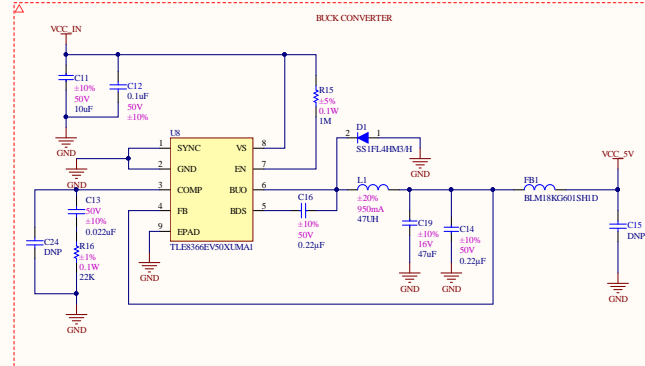 BUCK CONVERTER
VCC_IN
C11
±10%
50V
10uF
C12
0.1uF
50V
±10%
GND
R15
±5%
0.1W
1M
U8
1 SYNC VS 8
2 GND EN 7
3 COMP BUO 6
4 FB BDS 5
9 EPAD
TLE8366EV50XUMA1
GND
GND
D1
2 1
SS1FL4HM3/H
GND
C16
±10%
50V
0.22µF
L1
±20%
950mA
47UH
C19
±10%
16V
47uF
GND
C14
±10%
50V
0.22µF
GND
FB1
BLM18KG601SH1D
VCC_5V
C15
DNP
GND
C13
50V
±10%
0.022uF
C24
DNP
R16
±1%
0.1W
22K
GND